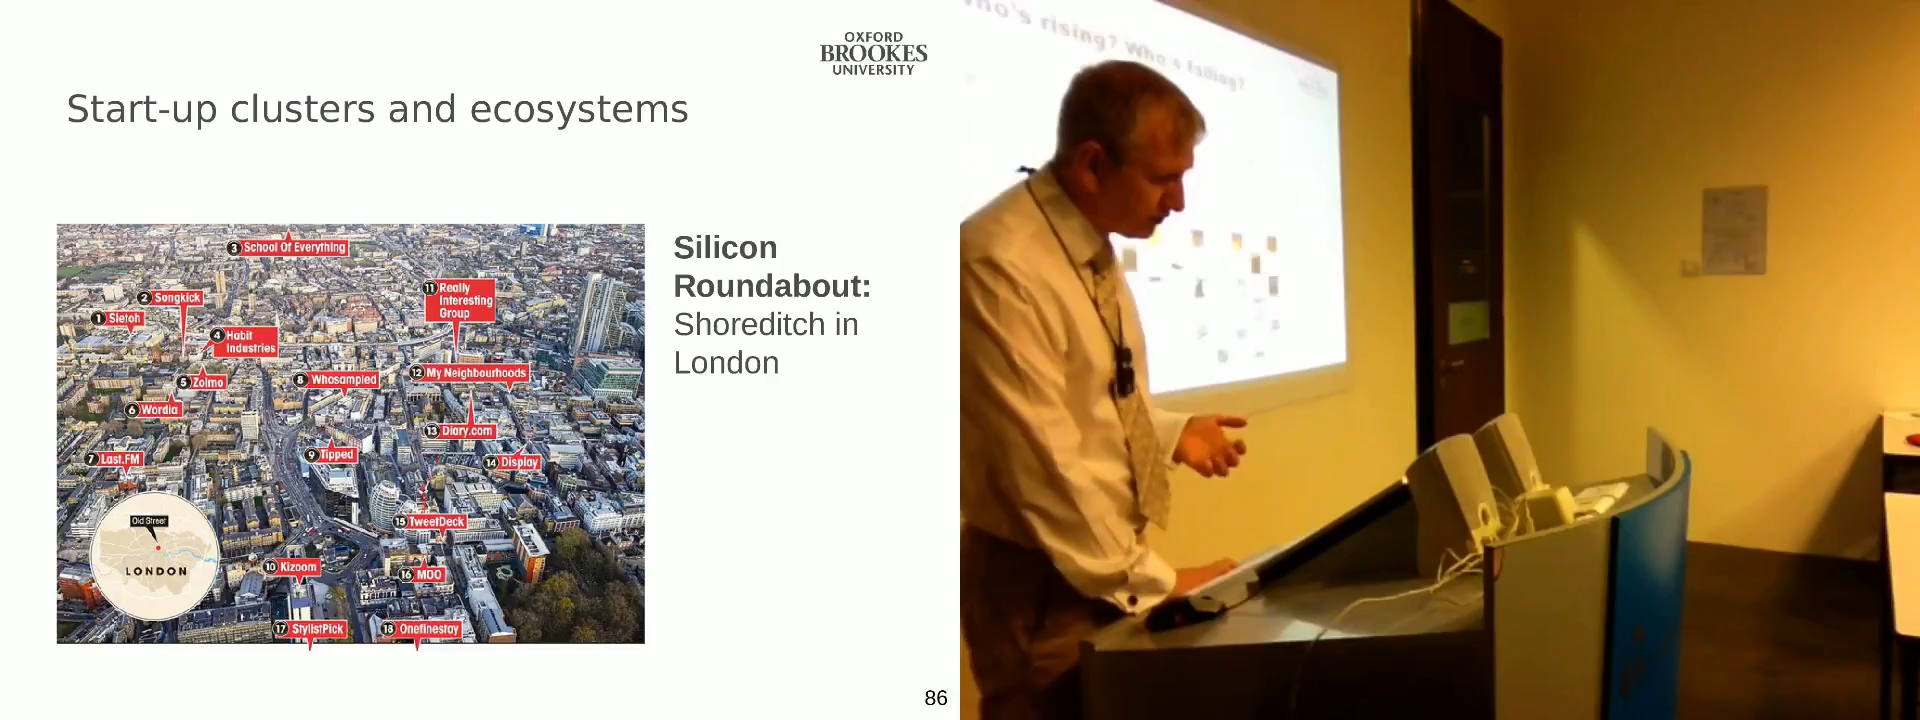 OXFORD
BROOKES
UNIVERSITY
Start-up clusters and ecosystems
3 School Of Everything
2 Songkick
1 Sletoh
11 Really
Interesting
Group
4 Habit
Industries
5 Zolmo
8 Whosampled
12 My Neighbourhoods
6 Wordia
13 Diary.com
9 Tipped
7 Last.FM
14 Display
Old Street
LONDON
15 TweetDeck
10 Kizoom
16 MOO
17 StylistPick
18 Onefinestay
Silicon
Roundabout:
Shoreditch in
London
86
Who's rising? Who's falling?